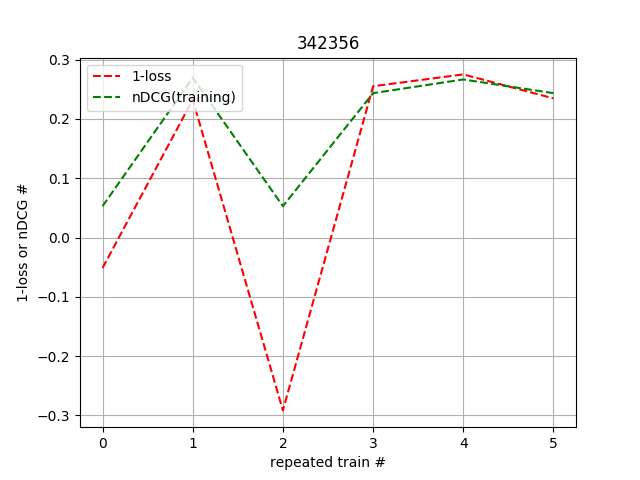 342356
1-loss
nDCG(training)
0.3
0.2
0.1
0.0
−0.1
−0.2
−0.3
1-loss or nDCG #
0 1 2 3 4 5
repeated train #